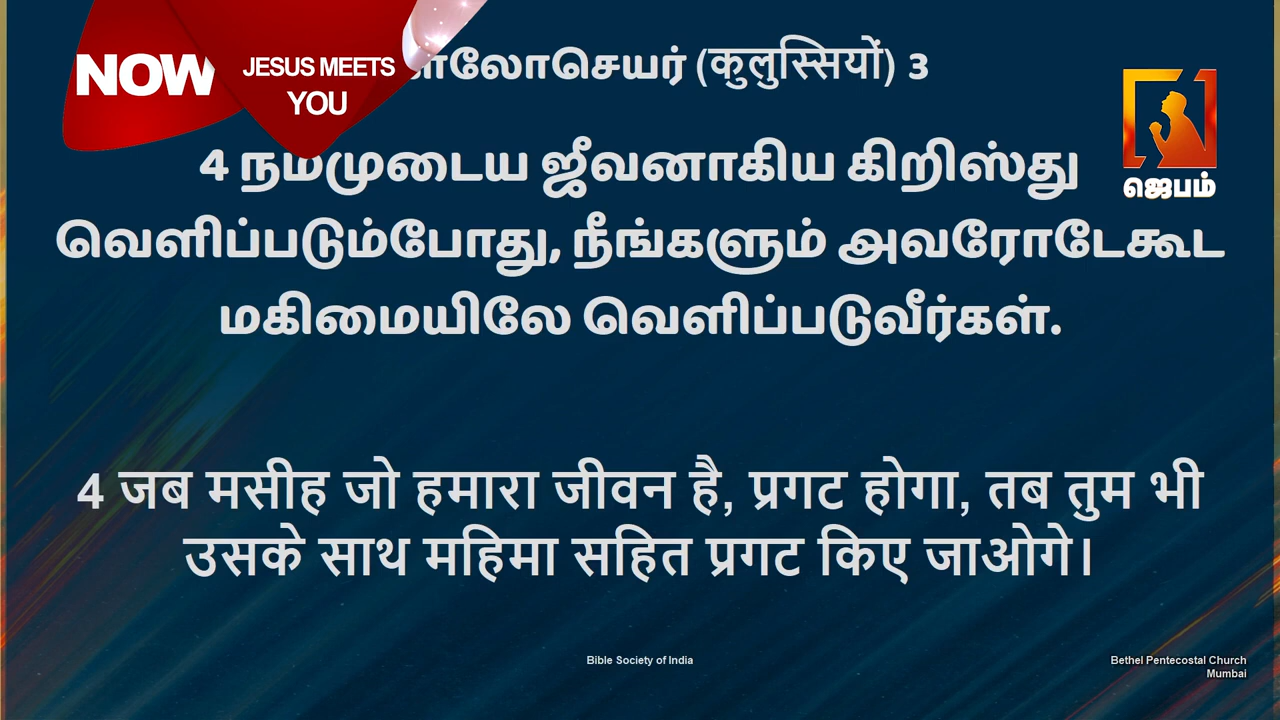 NOW
JESUS MEETS
YOU
(कुलुस्सियों) 3
ஜெபம்
4 நம்முடைய ஜீவனாகிய கிறிஸ்து
வெளிப்படும்போது, நீங்களும் அவரோடேகூட
மகிமையிலே வெளிப்படுவீர்கள்.
4 जब मसीह जो हमारा जीवन है, प्रगट होगा, तब तुम भी
उसके साथ महिमा सहित प्रगट किए जाओगे।
Bible Society of India
Bethel Pentecostal Church
Mumbai